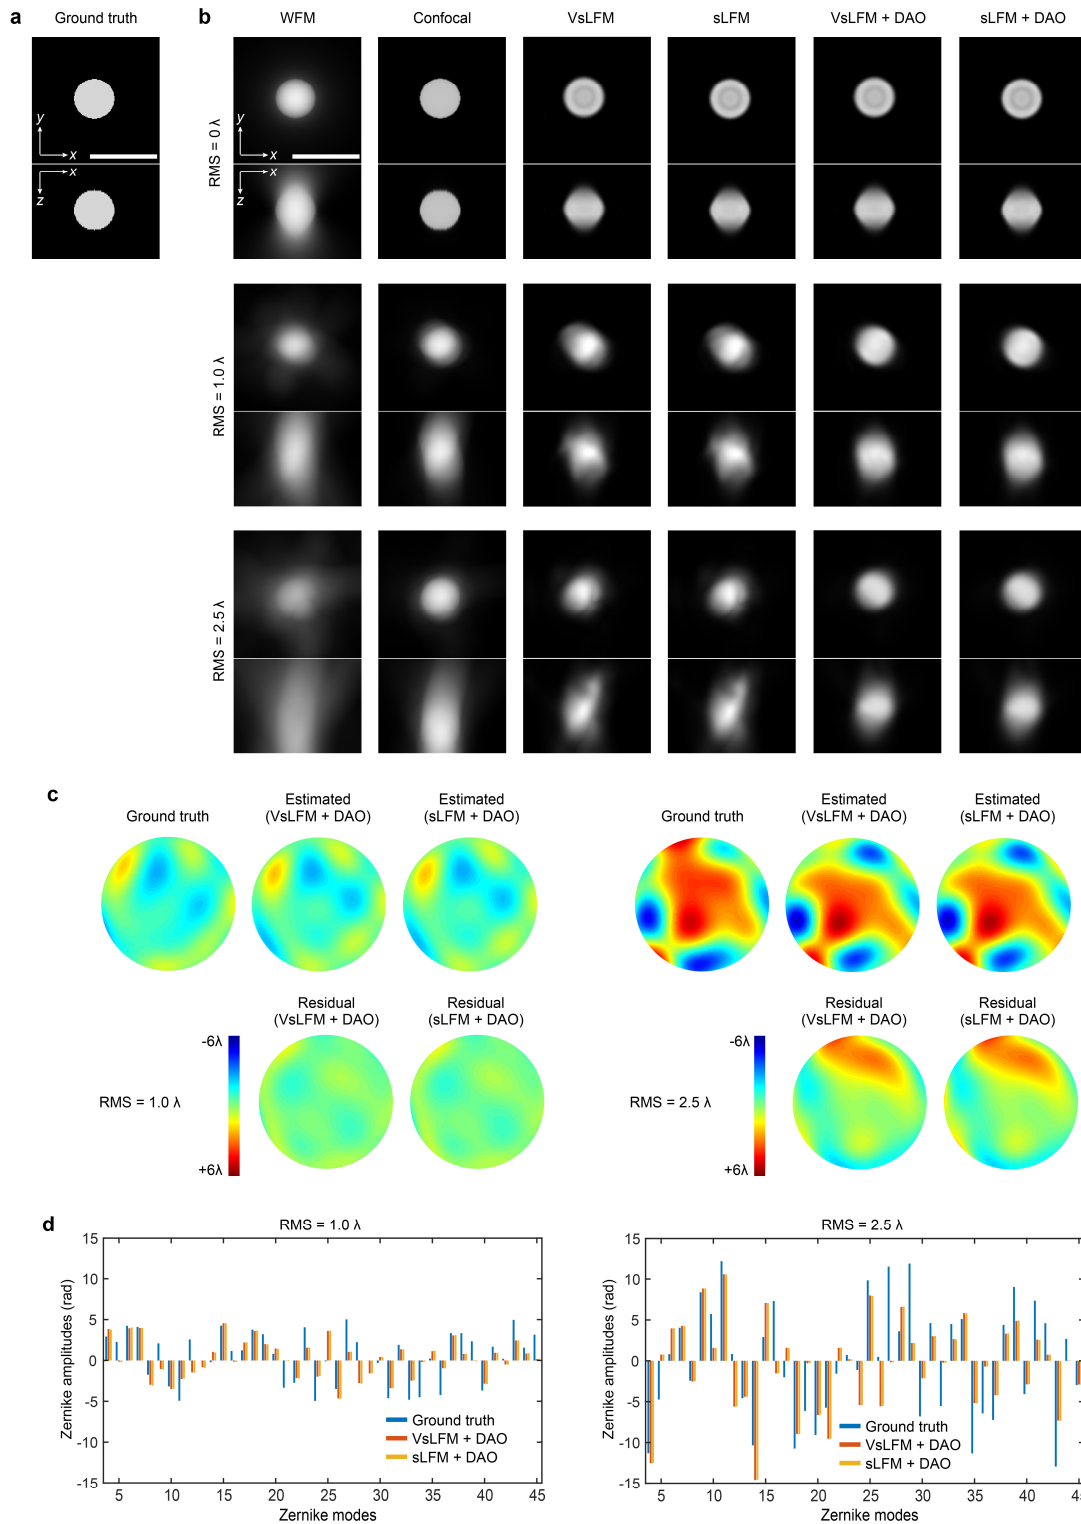 a
Ground truth
b
WFM
Confocal
VsLFM
sLFM
VsLFM + DAO
sLFM + DAO
y
x
x
z
y
x
x
z
RMS = 0 λ
RMS = 1.0 λ
RMS = 2.5 λ
c
Ground truth
Estimated
(VsLFM + DAO)
Estimated
(sLFM + DAO)
Ground truth
Estimated
(VsLFM + DAO)
Estimated
(sLFM + DAO)
Residual
(VsLFM + DAO)
Residual
(sLFM + DAO)
Residual
(VsLFM + DAO)
Residual
(sLFM + DAO)
RMS = 1.0 λ
-6λ
+6λ
RMS = 2.5 λ
-6λ
+6λ
d
RMS = 1.0 λ
Zernike amplitudes (rad)
15
10
5
0
-5
-10
-15
Ground truth
VsLFM + DAO
sLFM + DAO
5 10 15 20 25 30 35 40 45
Zernike modes
RMS = 2.5 λ
Zernike amplitudes (rad)
15
10
5
0
-5
-10
-15
Ground truth
VsLFM + DAO
sLFM + DAO
5 10 15 20 25 30 35 40 45
Zernike modes